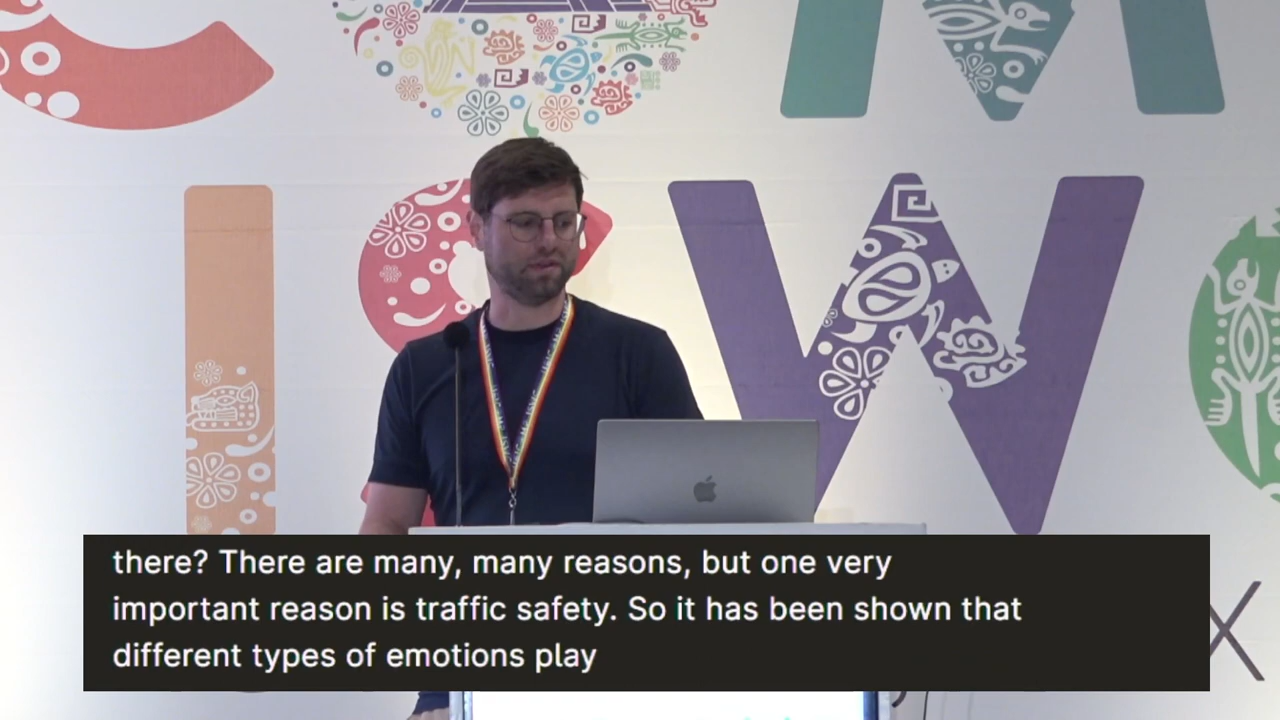 C M
ISW
X
there? There are many, many reasons, but one very
important reason is traffic safety. So it has been shown that
different types of emotions play